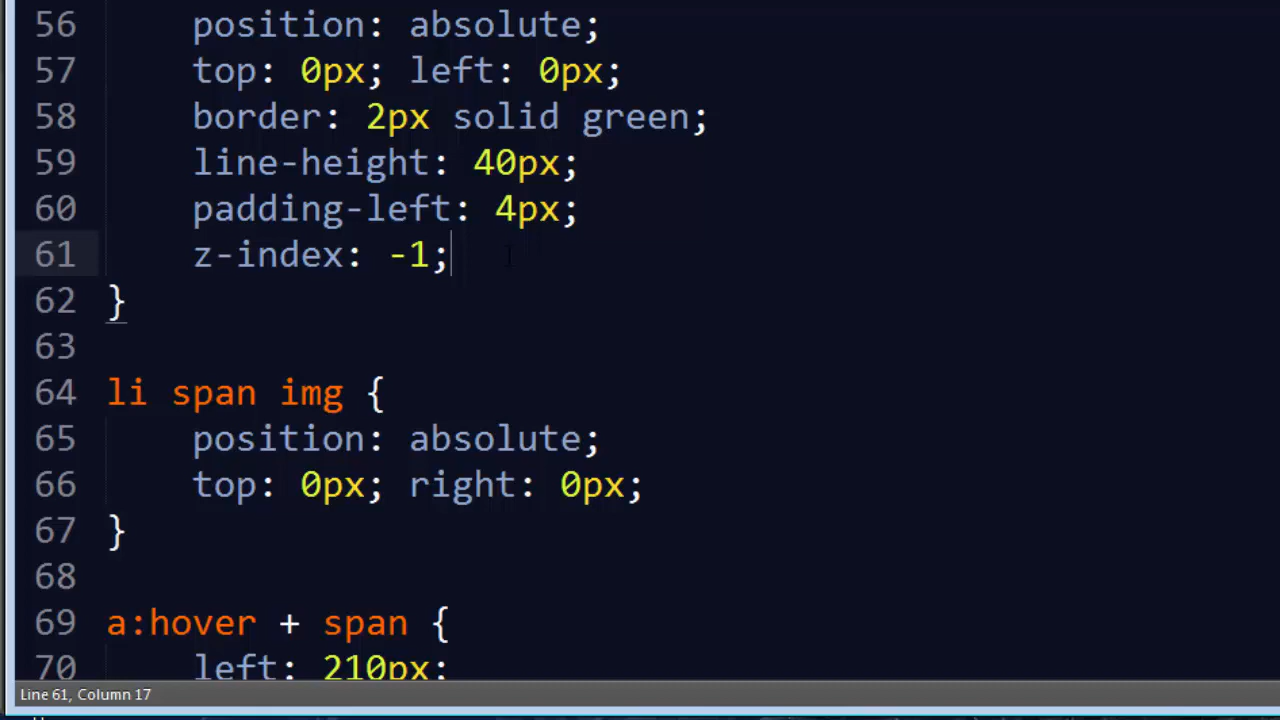 56 position: absolute;
57 top: 0px; left: 0px;
58 border: 2px solid green;
59 line-height: 40px;
60 padding-left: 4px;
61 z-index: -1;
62 }
63
64 li span img {
65 position: absolute;
66 top: 0px; right: 0px;
67 }
68
69 a:hover + span {
70 left: 210px;
Line 61, Column 17